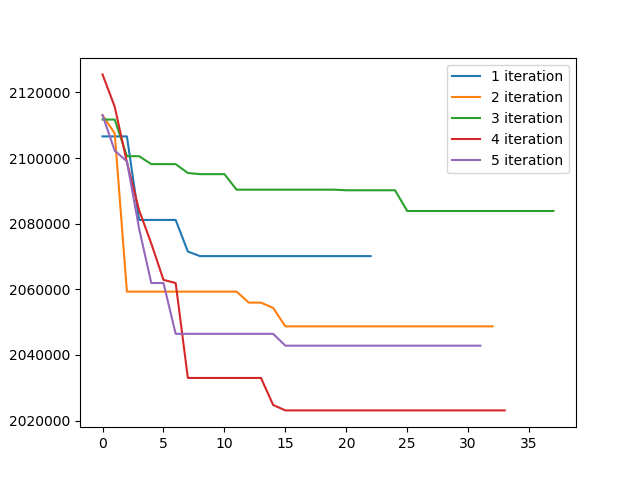 2120000
2100000
2080000
2060000
2040000
2020000
0 5 10 15 20 25 30 35
1 iteration
2 iteration
3 iteration
4 iteration
5 iteration